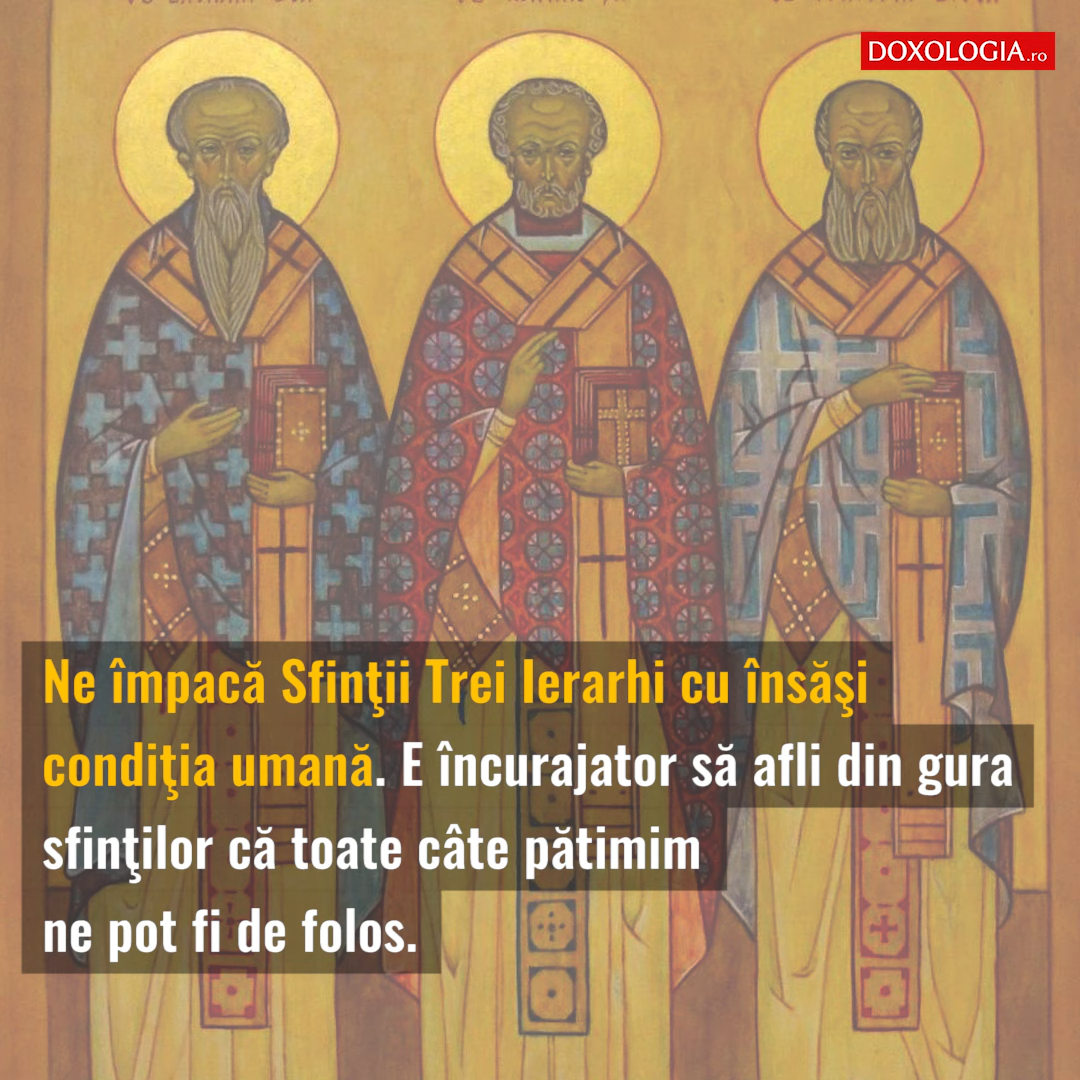 DOXOLOGIA.ro
Ne împacă Sfinţii Trei Ierarhi cu însăşi
condiţia umană. E încurajator să afli din gura
sfinţilor că toate câte pătimim
ne pot fi de folos.